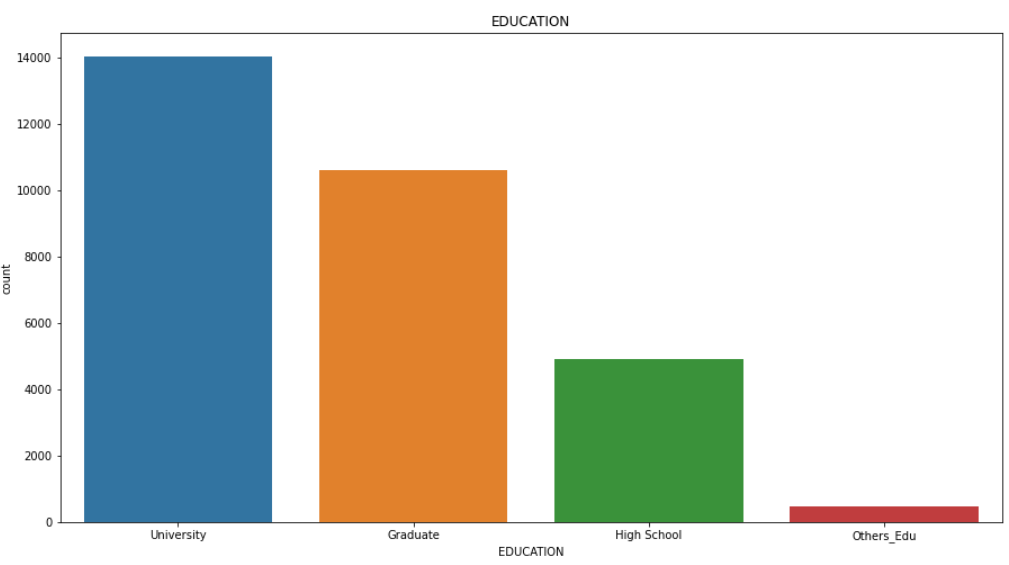 EDUCATION
14000
12000
10000
8000
6000
4000
2000
0
count
University
Graduate
High School
Others_Edu
EDUCATION